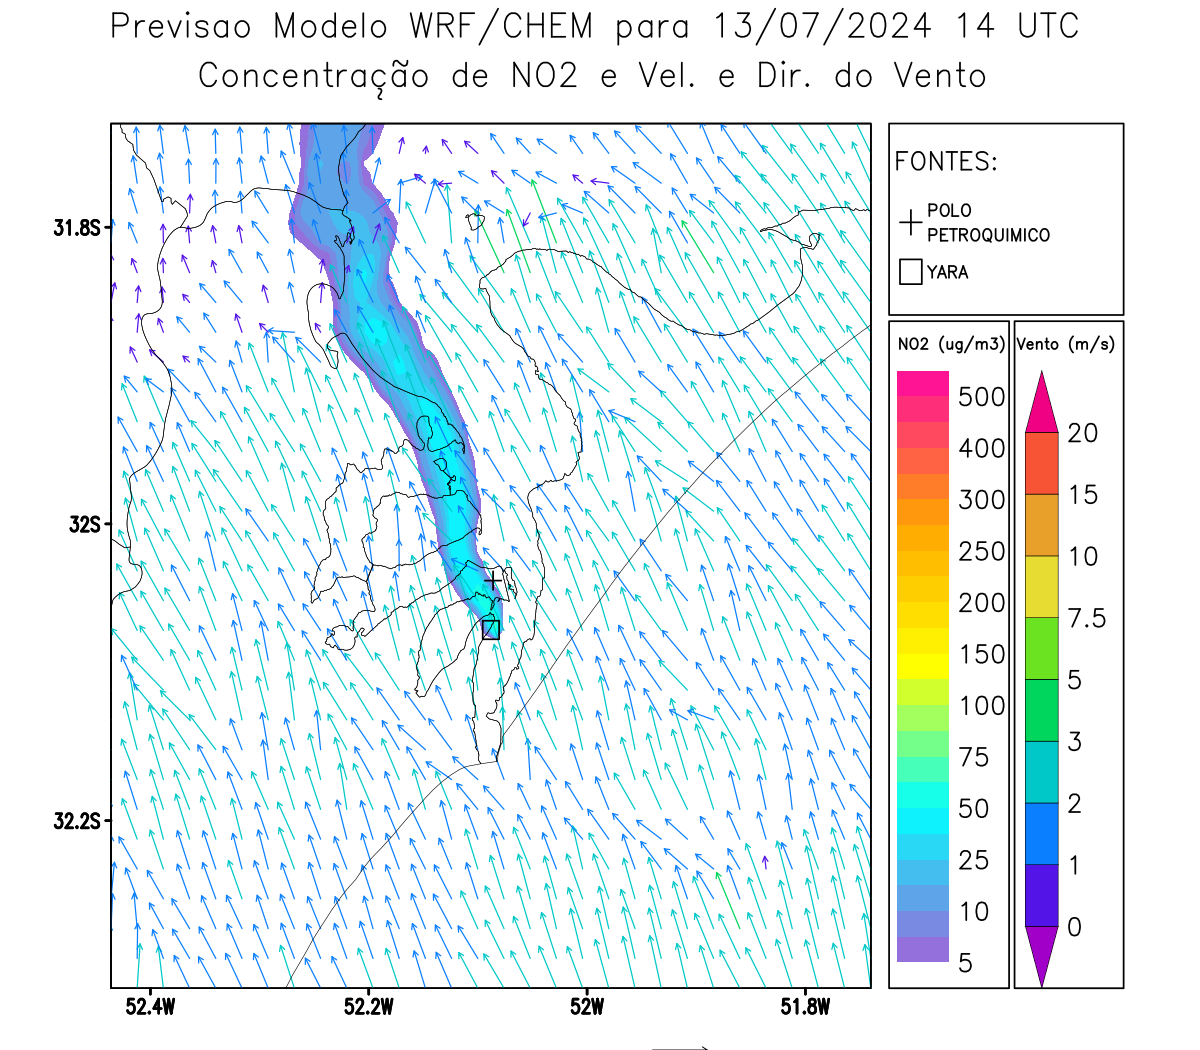 Previsao Modelo WRF/CHEM para 13/07/2024 14 UTC
Concentração de NO2 e Vel. e Dir. do Vento
FONTES:
POLO
PETROQUIMICO
YARA
NO2 (ug/m3)
500
400
300
250
200
150
100
75
50
25
10
5
Vento (m/s)
20
15
10
7.5
5
3
2
1
0
31.8S
32S
32.2S
52.4W 52.2W 52W 51.8W